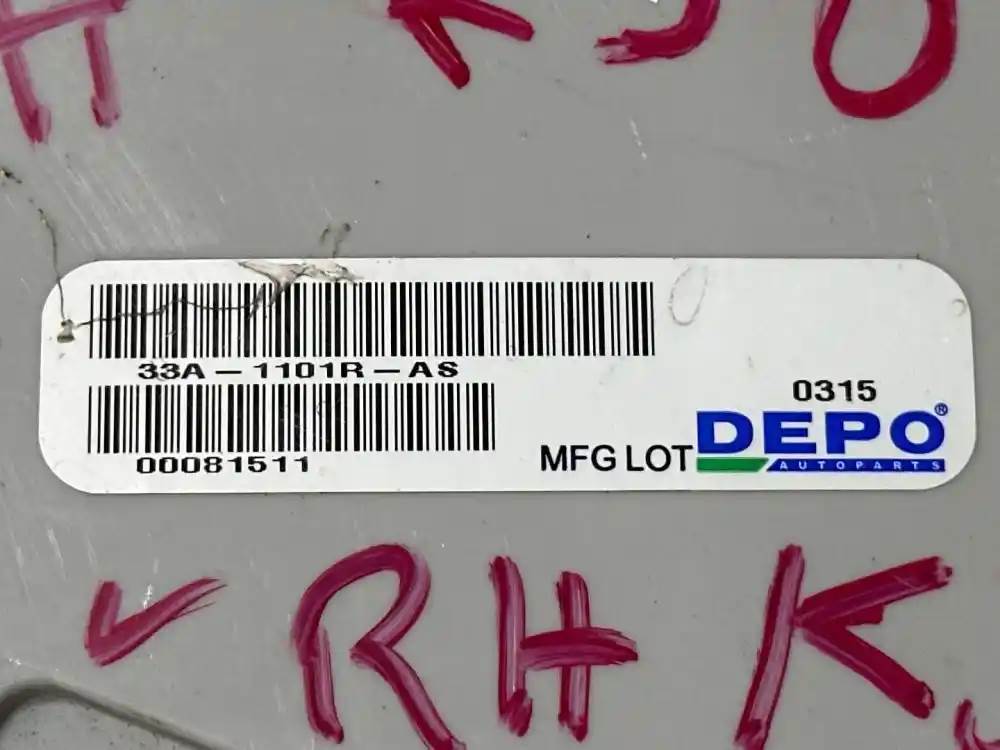 33A-1101R-AS
00081511
0315
MFG LOT DEPO®
AUTOPARTS
RH K